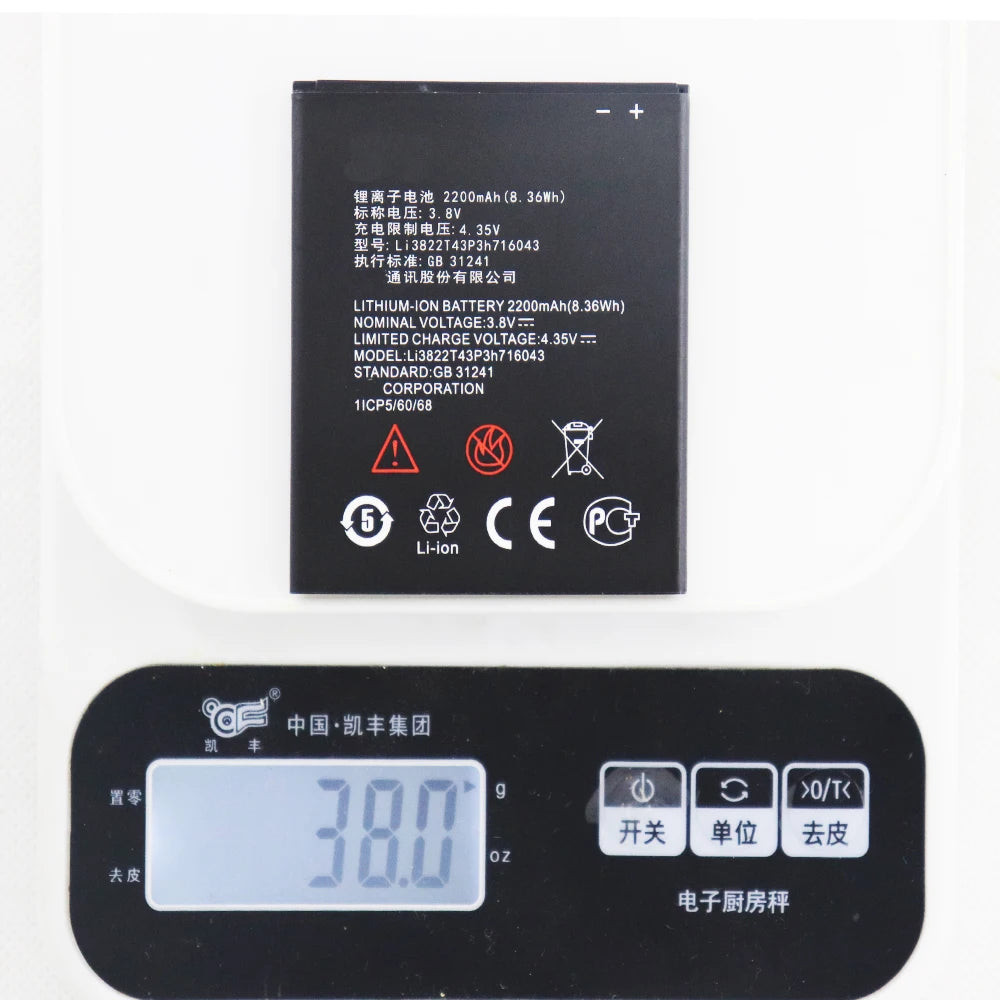 − +
锂离子电池 2200mAh(8.36Wh)
标称电压: 3.8V
充电限制电压: 4.35V
型号: Li3822T43P3h716043
执行标准: GB 31241
通讯股份有限公司
LITHIUM-ION BATTERY 2200mAh(8.36Wh)
NOMINAL VOLTAGE:3.8V⎓
LIMITED CHARGE VOLTAGE:4.35V⎓
MODEL:Li3822T43P3h716043
STANDARD:GB 31241
CORPORATION
1ICP5/60/68
5 Li-ion CE PCT
® 凯丰 中国·凯丰集团
置零 38.0 g
去皮 oz
>0/T<
开关 单位 去皮
电子厨房秤